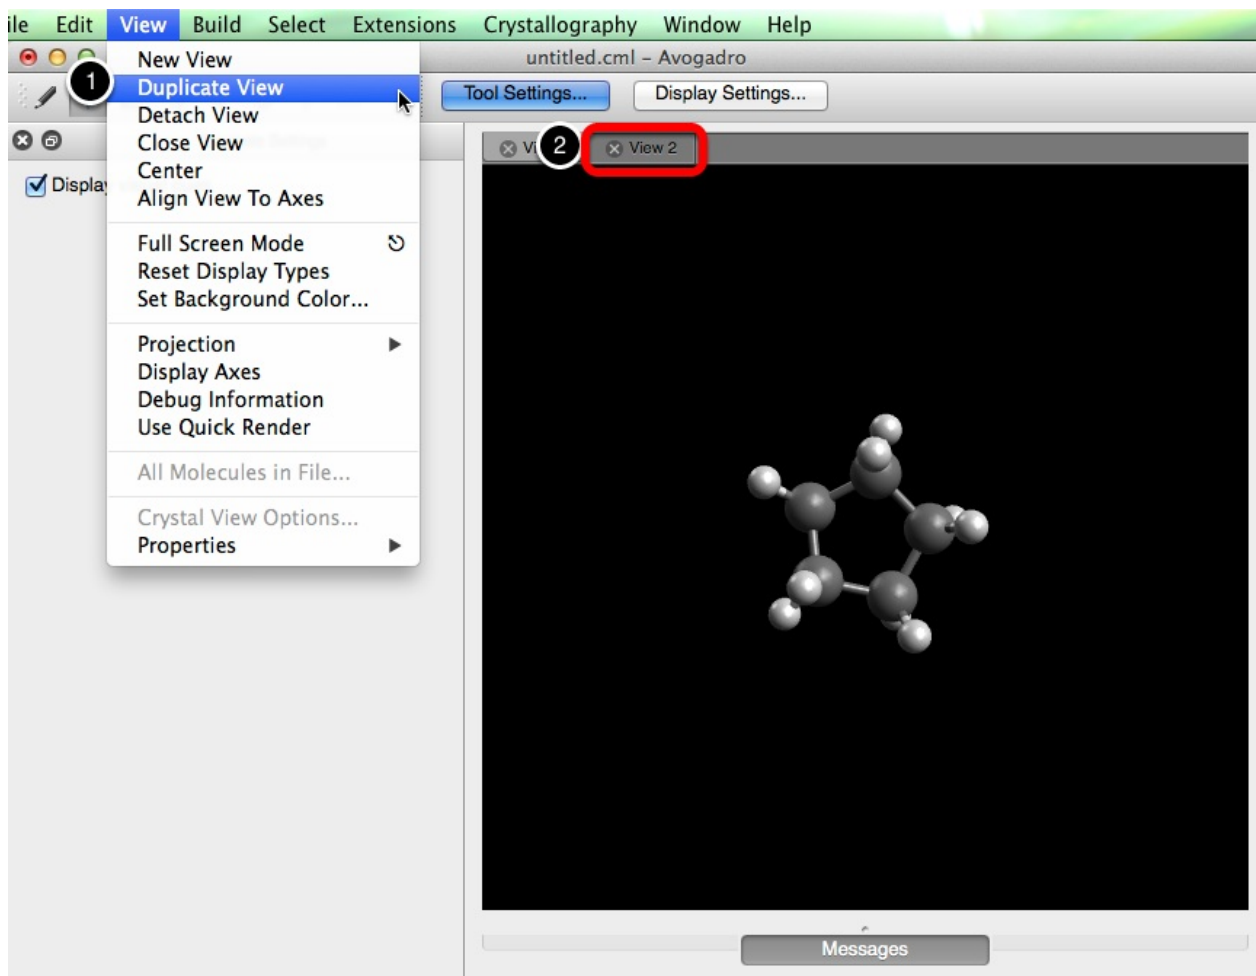 ile Edit View Build Select Extensions Crystallography Window Help
untitled.cml – Avogadro
1
New View
Duplicate View
Detach View
Close View
Center
Align View To Axes
Full Screen Mode
Reset Display Types
Set Background Color...
Projection
Display Axes
Debug Information
Use Quick Render
All Molecules in File...
Crystal View Options...
Properties
Tool Settings... Display Settings...
Display
2 View 2
Messages